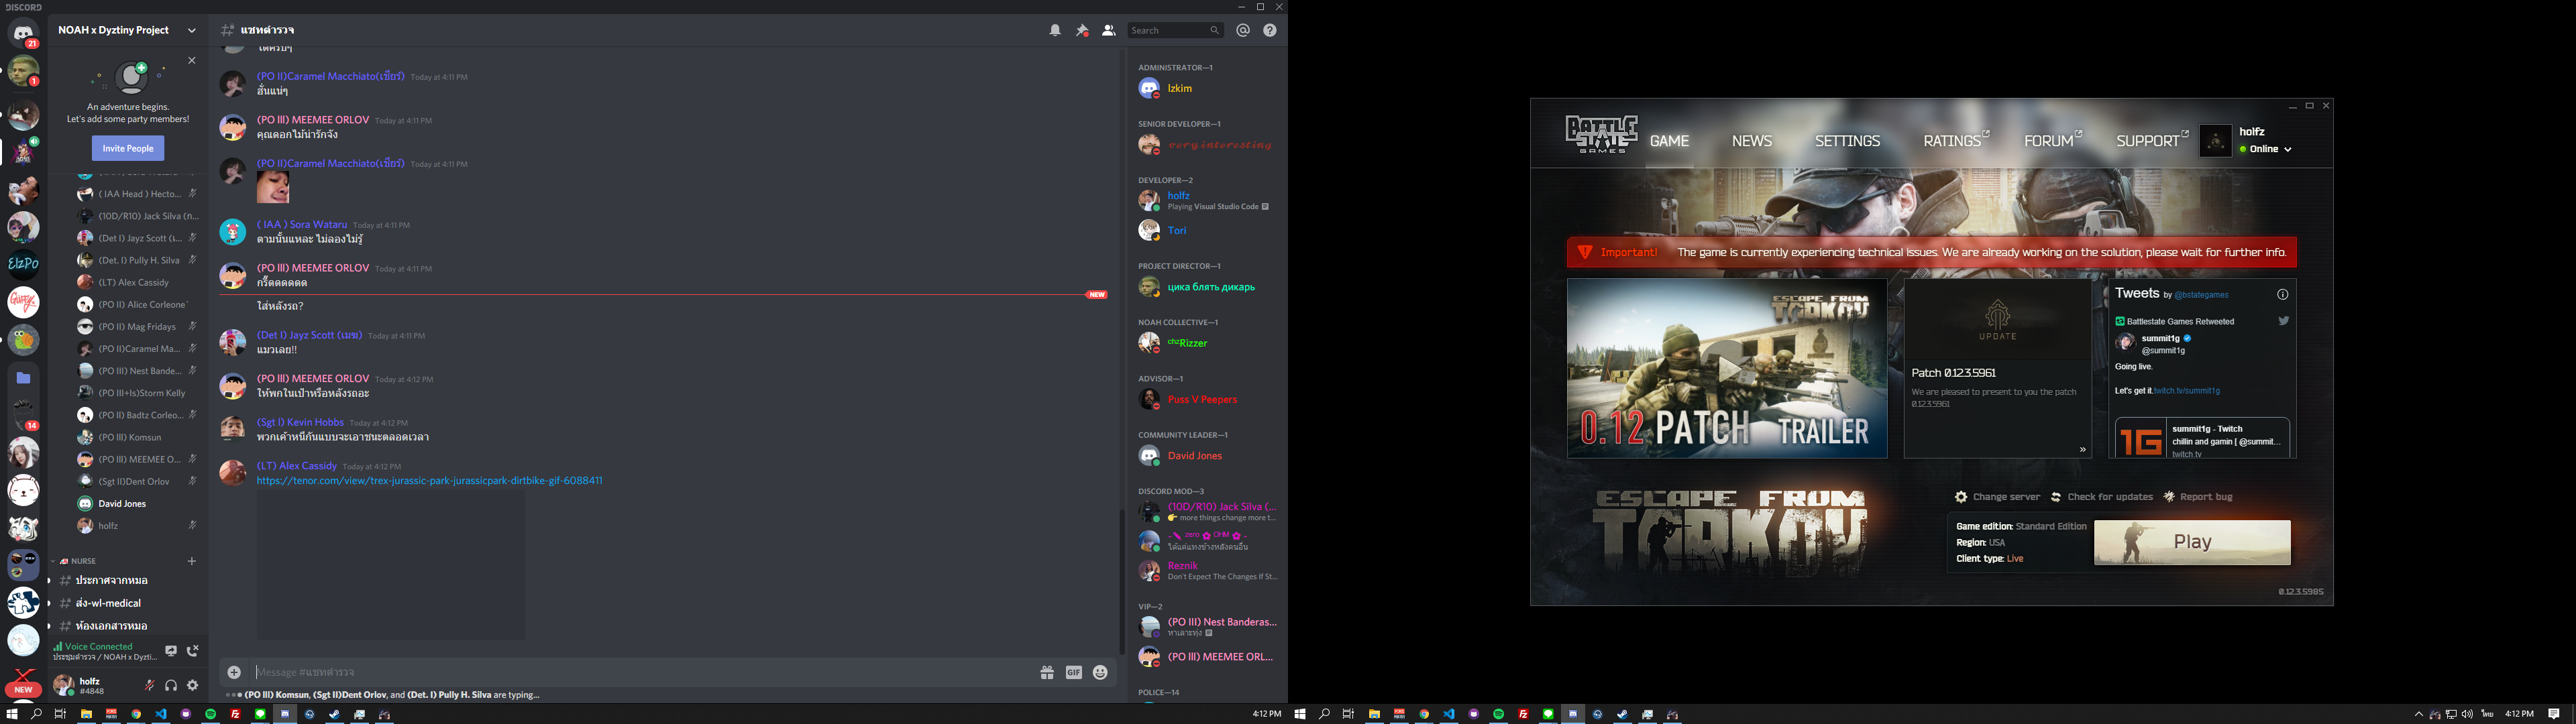 DISCORD
21
1
14
NEW
NOAH x Dyztiny Project
An adventure begins.
Let's add some party members!
Invite People
( IAA Head ) Hecto...
(10D/R10) Jack Silva (ก...
(Det I) Jayz Scott (เ...
(Det. I) Pully H. Silva
(LT) Alex Cassidy
(PO II) Alice Corleone`
(PO II) Mag Fridays
(PO II)Caramel Ma...
(PO III) Nest Bande...
(PO III+Is)Storm Kelly
(PO II) Badtz Corleo...
(PO III) Komsun
(PO III) MEEMEE O...
(Sgt II)Dent Orlov
David Jones
holfz
NURSE
ประกาศจากหมอ
ส่ง-wl-medical
ห้องเอกสารหมอ
Voice Connected
ประชุมตำรวจ / NOAH x Dyzti...
holfz
#4848
แชทตำรวจ
Search
ได้ครับๆ
(PO II)Caramel Macchiato(เชียร์) Today at 4:11 PM
ฮั่นแน่ๆ
(PO III) MEEMEE ORLOV Today at 4:11 PM
คุณดอกไม้น่ารักจัง
(PO II)Caramel Macchiato(เชียร์) Today at 4:11 PM
( IAA ) Sora Wataru Today at 4:11 PM
ตามนั้นแหละ ไม่ลองไม่รู้
(PO III) MEEMEE ORLOV Today at 4:11 PM
กรี๊ดดดดดด
NEW
ใส่หลังรถ?
(Det I) Jayz Scott (เมฆ) Today at 4:11 PM
แมวเลย!!
(PO III) MEEMEE ORLOV Today at 4:12 PM
ให้พกในเป้าหรือหลังรถอะ
(Sgt I) Kevin Hobbs Today at 4:12 PM
พวกเค้าหนีกันแบบจะเอาชนะตลอดเวลา
(LT) Alex Cassidy Today at 4:12 PM
https://tenor.com/view/trex-jurassic-park-jurassicpark-dirtbike-gif-6088411
Message #แชทตำรวจ
GIF
(PO III) Komsun, (Sgt II)Dent Orlov, and (Det. I) Pully H. Silva are typing...
ADMINISTRATOR—1
Izkim
SENIOR DEVELOPER—1
very interesting
DEVELOPER—2
holfz
Playing Visual Studio Code
Tori
PROJECT DIRECTOR—1
цика блять дикарь
NOAH COLLECTIVE—1
chzRizzer
ADVISOR—1
Puss V Peepers
COMMUNITY LEADER—1
David Jones
DISCORD MOD—3
(10D/R10) Jack Silva (...
more things change more t...
ได้แค่แทงข้างหลังคนอื่น
Reznik
Don't Expect The Changes If St...
VIP—2
(PO III) Nest Banderas...
หาเลาะทุ่ง
(PO III) MEEMEE ORL...
POLICE—14
BATTLE
STATE
GAMES
GAME
NEWS
SETTINGS
RATINGS
FORUM
SUPPORT
holfz
Online
Important! The game is currently experiencing technical issues. We are already working on the solution, please wait for further info.
ESCAPE FROM
TARKOV
0.12 PATCH TRAILER
UPDATE
Patch 0.12.3.5961
We are pleased to present to you the patch
0.12.3.5961
Tweets by @bstategames
Battlestate Games Retweeted
summit1g
@summit1g
Going live.
Let's get it.twitch.tv/summit1g
1G
summit1g - Twitch
chillin and gamin [ @summit...
twitch.tv
ESCAPE FROM
TARKOV
Change server
Check for updates
Report bug
Game edition: Standard Edition
Region: USA
Client type: Live
Play
0.12.3.5985
4:12 PM
ไทย
4:12 PM